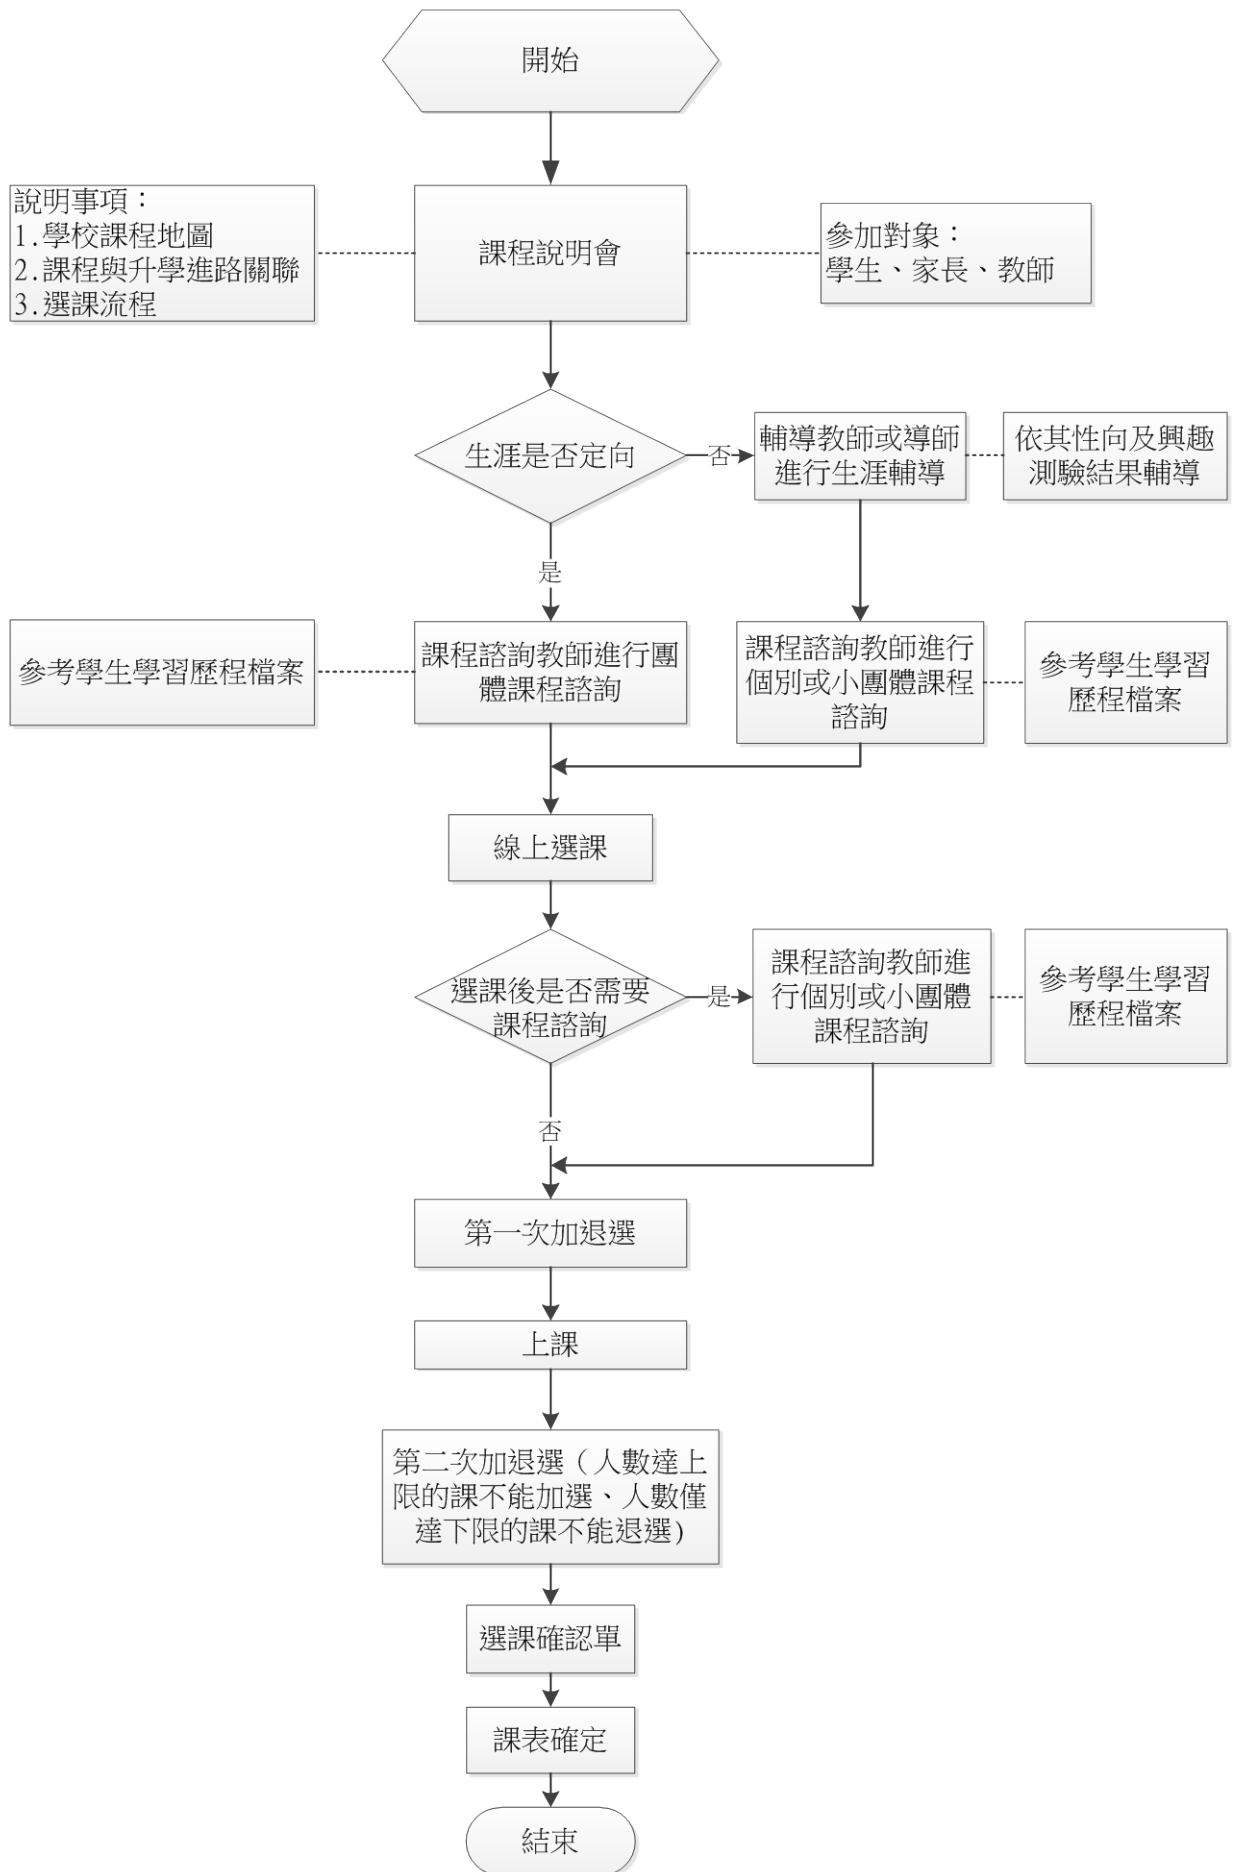 開始
說明事項：
1.學校課程地圖
2.課程與升學進路關聯
3.選課流程
課程說明會
參加對象：
學生、家長、教師
生涯是否定向
否
輔導教師或導師
進行生涯輔導
依其性向及興趣
測驗結果輔導
是
參考學生學習歷程檔案
課程諮詢教師進行團
體課程諮詢
課程諮詢教師進行
個別或小團體課程
諮詢
參考學生學習
歷程檔案
線上選課
選課後是否需要
課程諮詢
是
課程諮詢教師進
行個別或小團體
課程諮詢
參考學生學習
歷程檔案
否
第一次加退選
上課
第二次加退選（人數達上
限的課不能加選、人數僅
達下限的課不能退選)
選課確認單
課表確定
結束